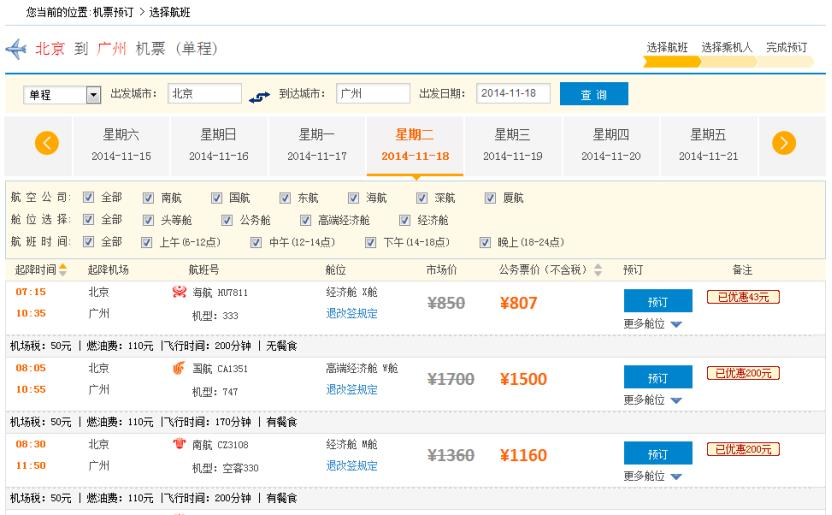 您当前的位置:机票预订 > 选择航班
北京 到 广州 机票 (单程)
选择航班 选择乘机人 完成预订
单程 出发城市: 北京 到达城市: 广州 出发日期: 2014-11-18 查 询
星期六 星期日 星期一 星期二 星期三 星期四 星期五
2014-11-15 2014-11-16 2014-11-17 2014-11-18 2014-11-19 2014-11-20 2014-11-21
航空公司: 全部 南航 国航 东航 海航 深航 厦航
舱位选择: 全部 头等舱 公务舱 高端经济舱 经济舱
航班时间: 全部 上午(6-12点) 中午(12-14点) 下午(14-18点) 晚上(18-24点)
起降时间 起降机场 航班号 舱位 市场价 公务票价(不含税) 预订 备注
07:15 北京 海航 HU7811 经济舱 X舱 ¥850 ¥807 预订 已优惠43元
10:35 广州 机型: 333 退改签规定 更多舱位
机场税: 50元 | 燃油费: 110元 |飞行时间: 200分钟 | 无餐食
08:05 北京 国航 CA1351 高端经济舱 W舱 ¥1700 ¥1500 预订 已优惠200元
10:55 广州 机型: 747 退改签规定 更多舱位
机场税: 50元 | 燃油费: 110元 |飞行时间: 170分钟 | 有餐食
08:30 北京 南航 CZ3108 经济舱 M舱 ¥1360 ¥1160 预订 已优惠200元
11:50 广州 机型: 空客330 退改签规定 更多舱位
机场税: 50元 | 燃油费: 110元 |飞行时间: 200分钟 | 有餐食